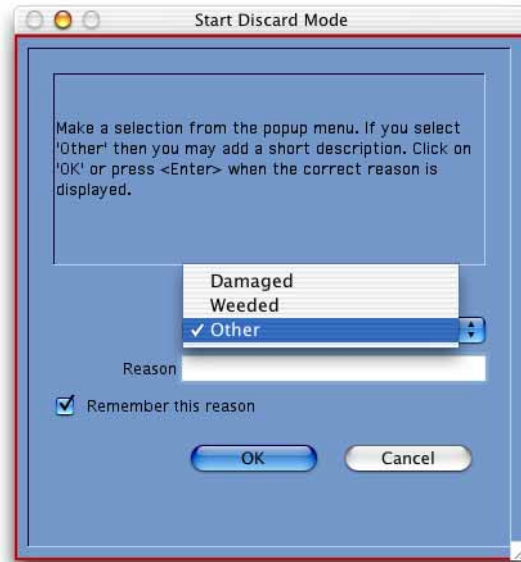 Start Discard Mode
Make a selection from the popup menu. If you select
'Other' then you may add a short description. Click on
'OK' or press <Enter> when the correct reason is
displayed.
Damaged
Weeded
✓ Other
Reason
Remember this reason
OK
Cancel